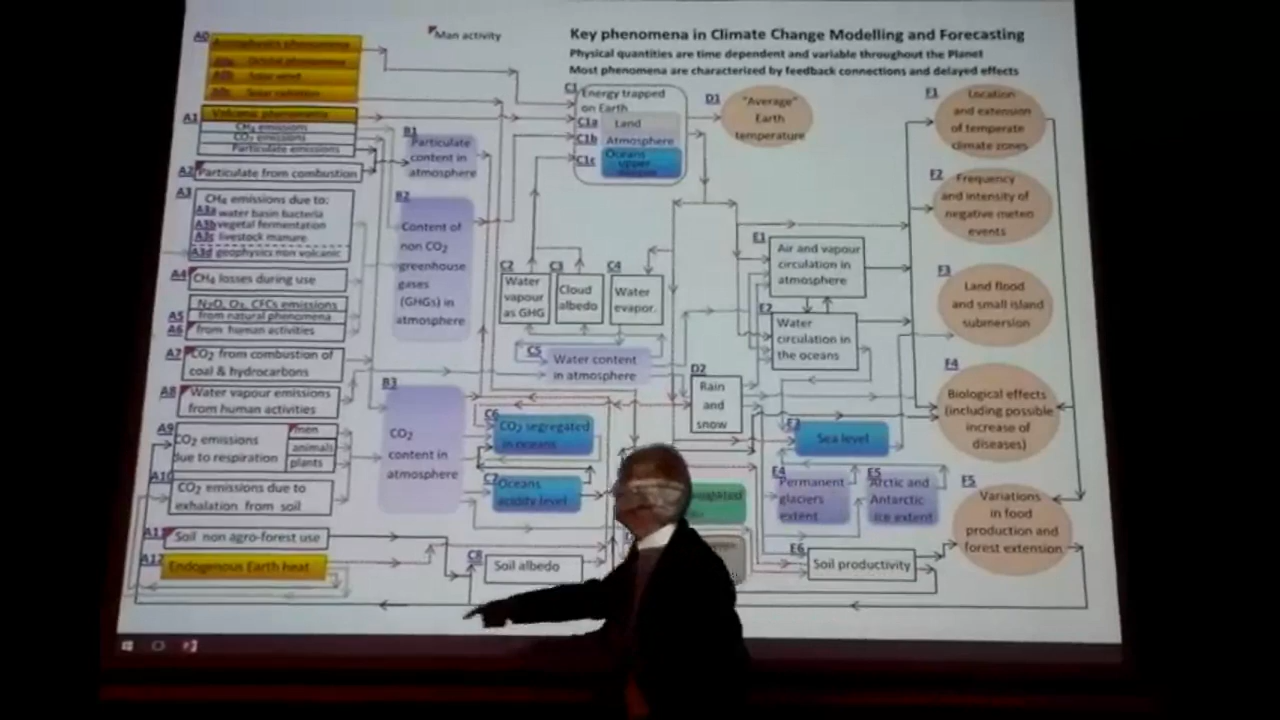 Key phenomena in Climate Change Modelling and Forecasting
Physical quantities are time dependent and variable throughout the Planet
Most phenomena are characterized by feedback connections and delayed effects
Man activity
A0
Orbital phenomena
Solar wind
Solar radiation
A1
Volcanic phenomena
CH₄ emissions
CO₂ emissions
Particulate emissions
A2
Particulate from combustion
A3
CH₄ emissions due to:
A3a water basin bacteria
A3b vegetal fermentation
A3c livestock manure
A3d geophysics non volcanic
A4
CH₄ losses during use
N₂O, O₃, CFCs emissions
A5
from natural phenomena
A6
from human activities
A7
CO₂ from combustion of
coal & hydrocarbons
A8
Water vapour emissions
from human activities
A9
CO₂ emissions
due to respiration
men
animals
plants
A10
CO₂ emissions due to
exhalation from soil
A11
Soil non agro-forest use
A12
Endogenous Earth heat
B1
Particulate
content in
atmosphere
B2
Content of
non CO₂
greenhouse
gases
(GHGs) in
atmosphere
B3
CO₂
content in
atmosphere
C1
Energy trapped
on Earth
C1a
Land
C1b
Atmosphere
C1c
Oceans
upper
C2
Water
vapour
as GHG
C3
Cloud
albedo
C4
Water
evapor.
C5
Water content
in atmosphere
C6
CO₂ segregated
in oceans
C7
Oceans
acidity level
C8
Soil albedo
D1
"Average"
Earth
temperature
D2
Rain
and
snow
E1
Air and vapour
circulation in
atmosphere
E2
Water
circulation in
the oceans
E3
Sea level
E4
Permanent
glaciers
extent
E5
Arctic and
Antarctic
ice extent
E6
Soil productivity
F1
Location
and extension
of temperate
climate zones
F2
Frequency
and intensity of
negative meteo
events
F3
Land flood
and small island
submersion
F4
Biological effects
(including possible
increase of
diseases)
F5
Variations
in food
production and
forest extension